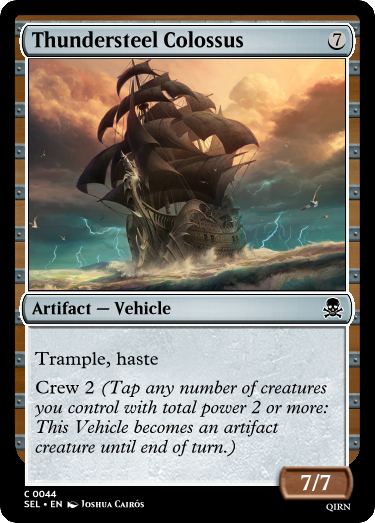 Thundersteel Colossus 7
Artifact — Vehicle
Trample, haste
Crew 2 (Tap any number of creatures
you control with total power 2 or more:
This Vehicle becomes an artifact
creature until end of turn.)
7/7
C 0044
SEL • EN Joshua Cairós
QIRN